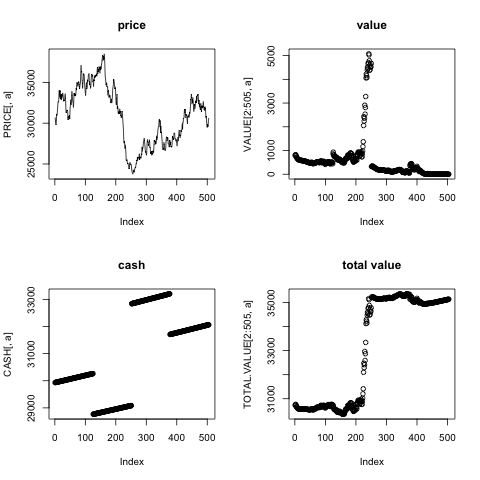 price
PRICE[, a]
25000 30000 35000
0 100 200 300 400 500
Index
value
VALUE[2:505, a]
0 1000 3000 5000
0 100 200 300 400 500
Index
cash
CASH[, a]
29000 31000 33000
0 100 200 300 400 500
Index
total value
TOTAL.VALUE[2:505, a]
31000 33000 35000
0 100 200 300 400 500
Index